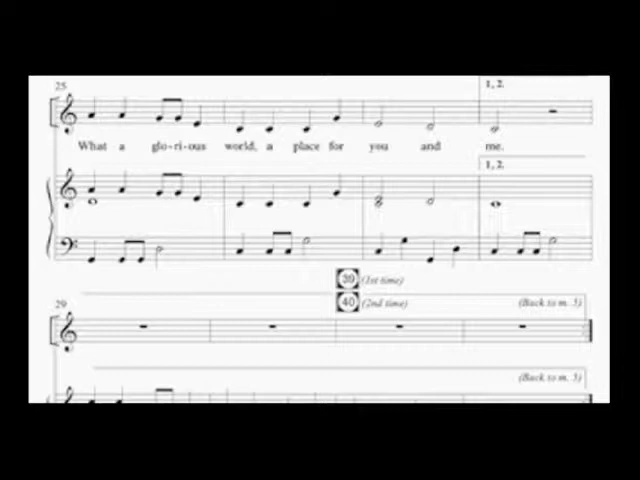 25
1, 2.
What a glo-ri-ous world, a place for you and me.
1, 2.
39 (1st time)
29
40 (2nd time) (Back to m. 5)
(Back to m. 5)